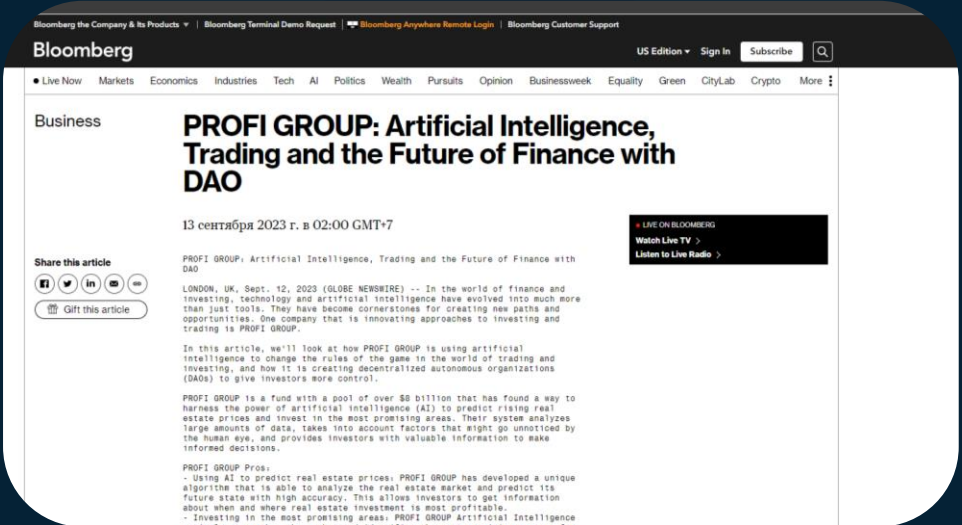 Bloomberg the Company & Its Products ▾ | Bloomberg Terminal Demo Request | Bloomberg Anywhere Remote Login | Bloomberg Customer Support
Bloomberg
US Edition ▾ Sign In Subscribe
• Live Now Markets Economics Industries Tech AI Politics Wealth Pursuits Opinion Businessweek Equality Green CityLab Crypto More
Business
PROFI GROUP: Artificial Intelligence,
Trading and the Future of Finance with
DAO
13 сентября 2023 г. в 02:00 GMT+7
• LIVE ON BLOOMBERG
Watch Live TV >
Listen to Live Radio >
Share this article
Gift this article
PROFI GROUP: Artificial Intelligence, Trading and the Future of Finance with
DAO
LONDON, UK, Sept. 12, 2023 (GLOBE NEWSWIRE) -- In the world of finance and
investing, technology and artificial intelligence have evolved into much more
than just tools. They have become cornerstones for creating new paths and
opportunities. One company that is innovating approaches to investing and
trading is PROFI GROUP.
In this article, we'll look at how PROFI GROUP is using artificial
intelligence to change the rules of the game in the world of trading and
investing, and how it is creating decentralized autonomous organizations
(DAOs) to give investors more control.
PROFI GROUP is a fund with a pool of over $8 billion that has found a way to
harness the power of artificial intelligence (AI) to predict rising real
estate prices and invest in the most promising areas. Their system analyzes
large amounts of data, takes into account factors that might go unnoticed by
the human eye, and provides investors with valuable information to make
informed decisions.
PROFI GROUP Pros:
- Using AI to predict real estate prices: PROFI GROUP has developed a unique
algorithm that is able to analyze the real estate market and predict its
future state with high accuracy. This allows investors to get information
about when and where real estate investment is most profitable.
- Investing in the most promising areas: PROFI GROUP Artificial Intelligence